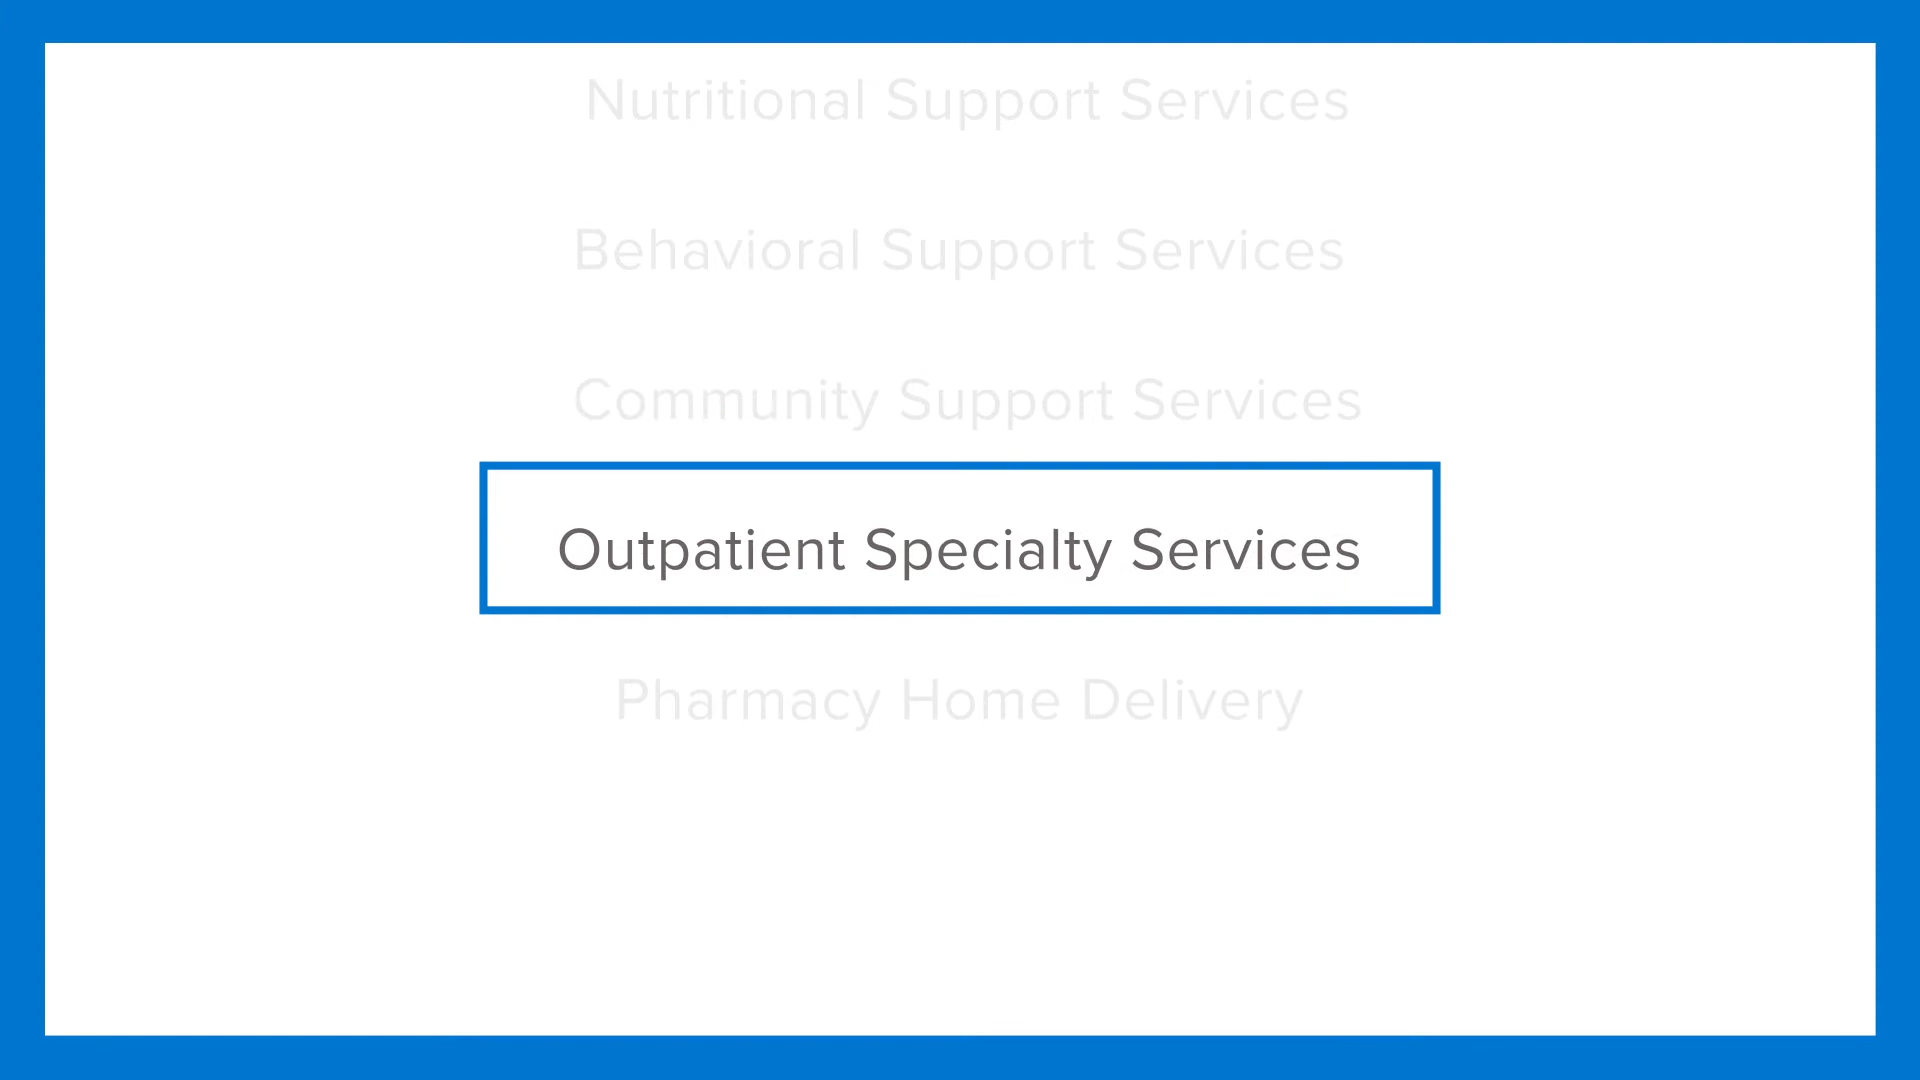 Nutritional Support Services
Behavioral Support Services
Community Support Services
Outpatient Specialty Services
Pharmacy Home Delivery